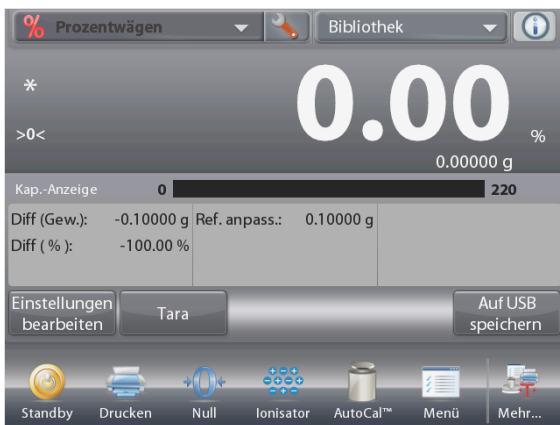 % Prozentwägen Bibliothek
*
>0<
0.00 %
0.00000 g
Kap.-Anzeige 0 220
Diff (Gew.): -0.10000 g Ref. anpass.: 0.10000 g
Diff ( % ): -100.00 %
Einstellungen bearbeiten
Tara
Auf USB speichern
Standby Drucken Null Ionisator AutoCal™ Menü Mehr...